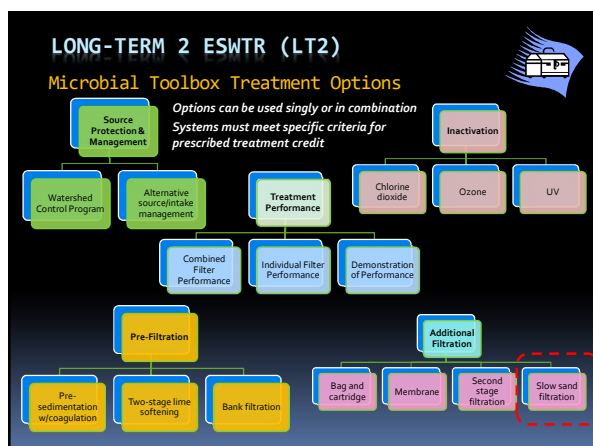 LONG-TERM 2 ESWTR (LT2)
Microbial Toolbox Treatment Options
Options can be used singly or in combination
Systems must meet specific criteria for
prescribed treatment credit
Source
Protection &
Management
Watershed
Control Program
Alternative
source/intake
management
Inactivation
Chlorine
dioxide
Ozone
UV
Treatment
Performance
Combined
Filter
Performance
Individual Filter
Performance
Demonstration
of Performance
Pre-Filtration
Pre-
sedimentation
w/coagulation
Two-stage lime
softening
Bank filtration
Additional
Filtration
Bag and
cartridge
Membrane
Second
stage
filtration
Slow sand
filtration